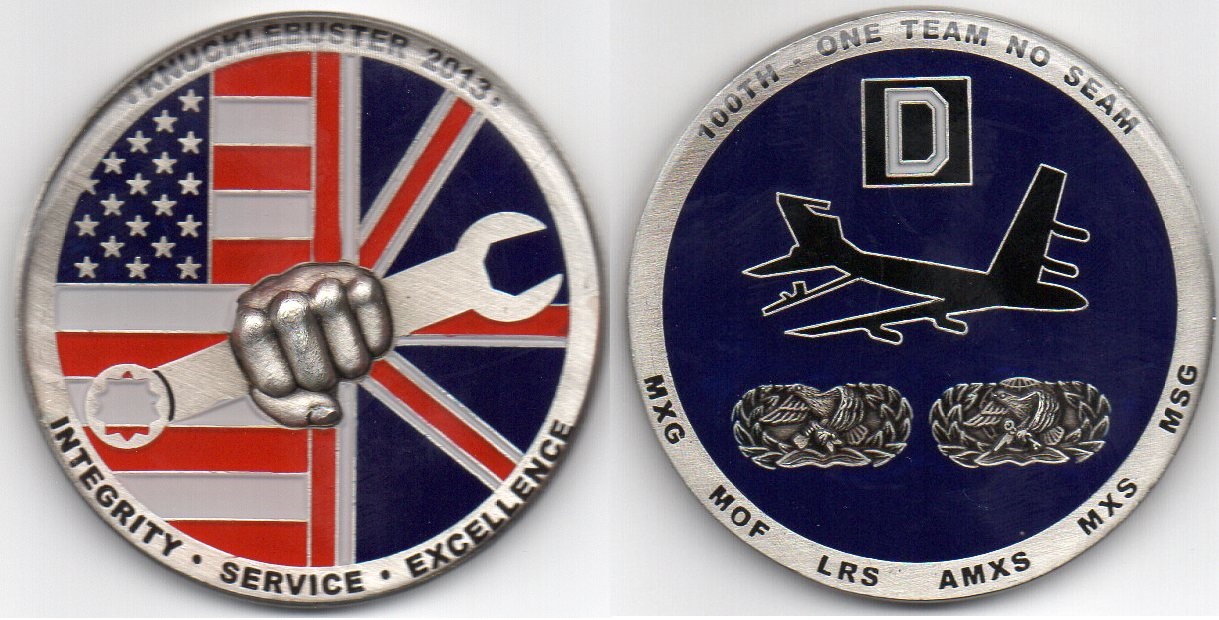 ·KNUCKLEBUSTER 2013·
INTEGRITY · SERVICE · EXCELLENCE
100TH - ONE TEAM NO SEAM
D
MXG MOF LRS AMXS MXS MSG